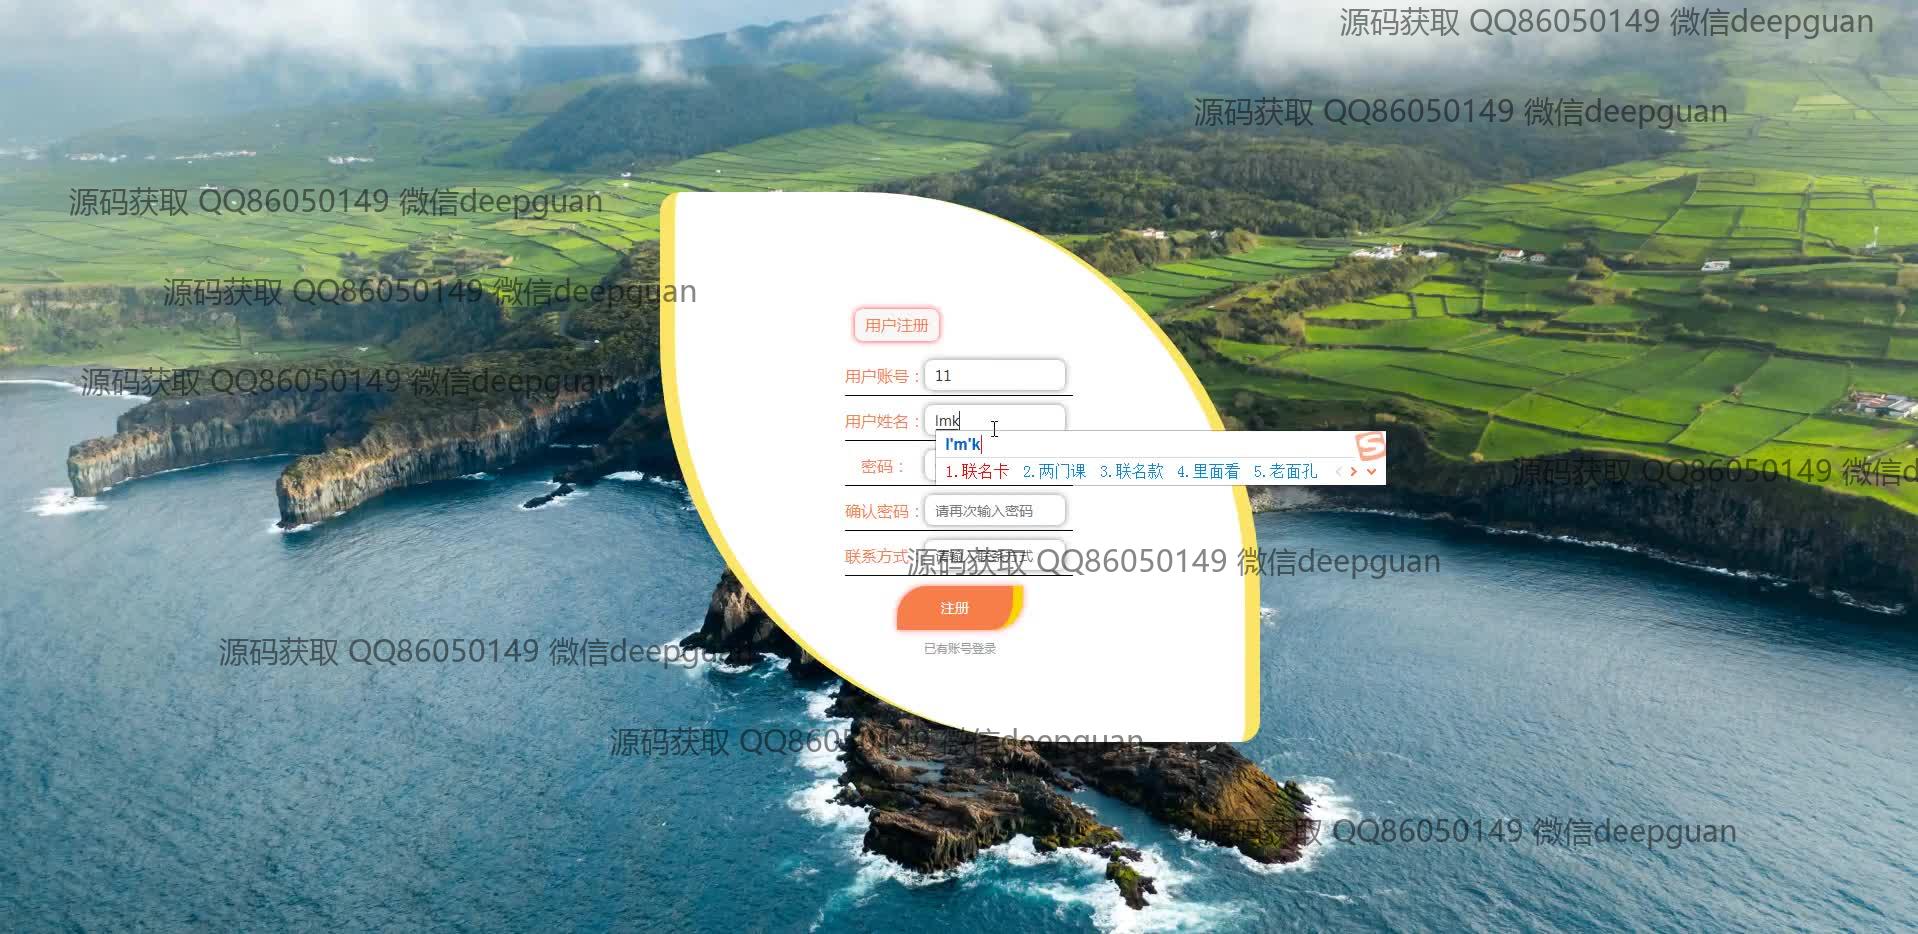 源码获取 QQ86050149 微信deepguan
源码获取 QQ86050149 微信deepguan
源码获取 QQ86050149 微信deepguan
源码获取 QQ86050149 微信deepguan
用户注册
用户账号：11
源码获取 QQ86050149 微信deepguan
用户姓名：lmk
l'm'k
密码：
1.联名卡 2.两门课 3.联名款 4.里面看 5.老面孔
源码获取 QQ86050149 微信d
确认密码：请再次输入密码
联系方式
源码获取 QQ86050149 微信deepguan
注册
已有账号登录
源码获取 QQ86050149 微信deepguan
源码获取 QQ86050149 微信deepguan
源码获取 QQ86050149 微信deepguan